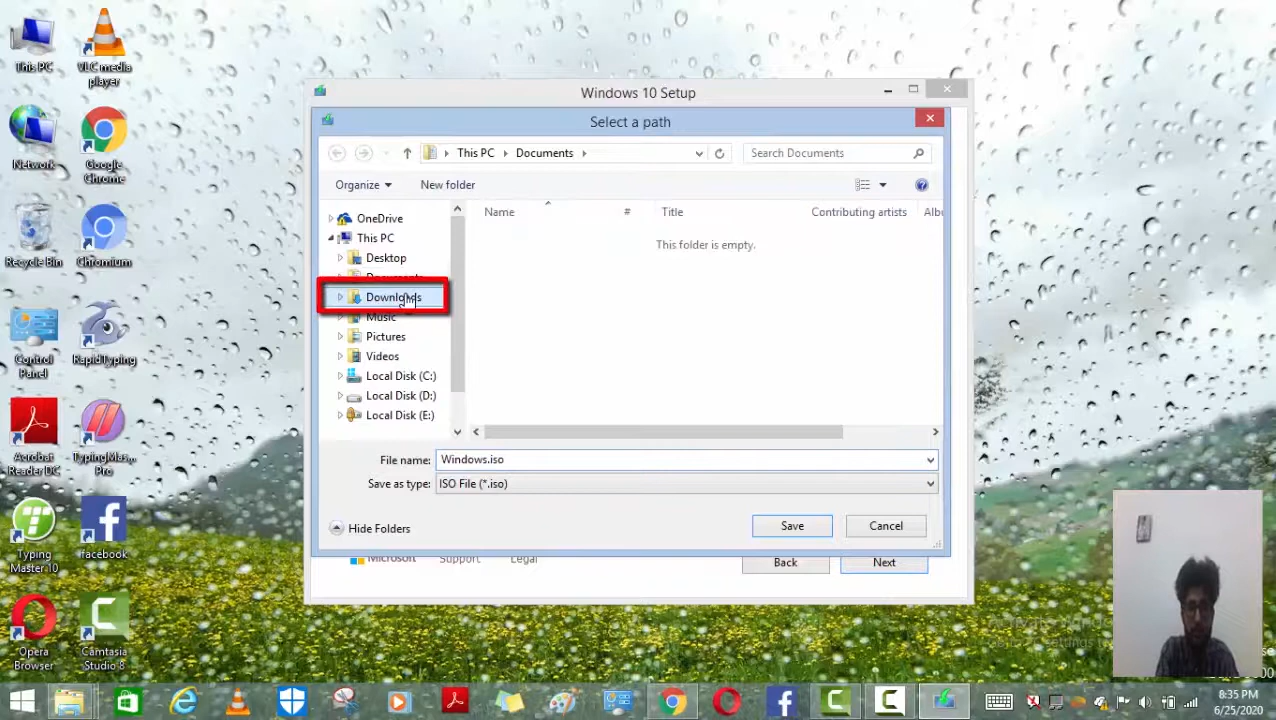 This PC
VLC media
player
Network
Google
Chrome
Recycle Bin
Chromium
Control
Panel
RapidTyping
Acrobat
Reader DC
TypingMas...
Pro
Typing
Master 10
facebook
Opera
Browser
Camtasia
Studio 8
Windows 10 Setup
Select a path
This PC
Documents
Search Documents
Organize
New folder
Name
#
Title
Contributing artists
Albu
This folder is empty.
OneDrive
This PC
Desktop
Documents
Downloads
Music
Pictures
Videos
Local Disk (C:)
Local Disk (D:)
Local Disk (E:)
File name: Windows.iso
Save as type: ISO File (*.iso)
Hide Folders
Save
Cancel
Microsoft
Support
Legal
Back
Next
8:35 PM
6/25/2020